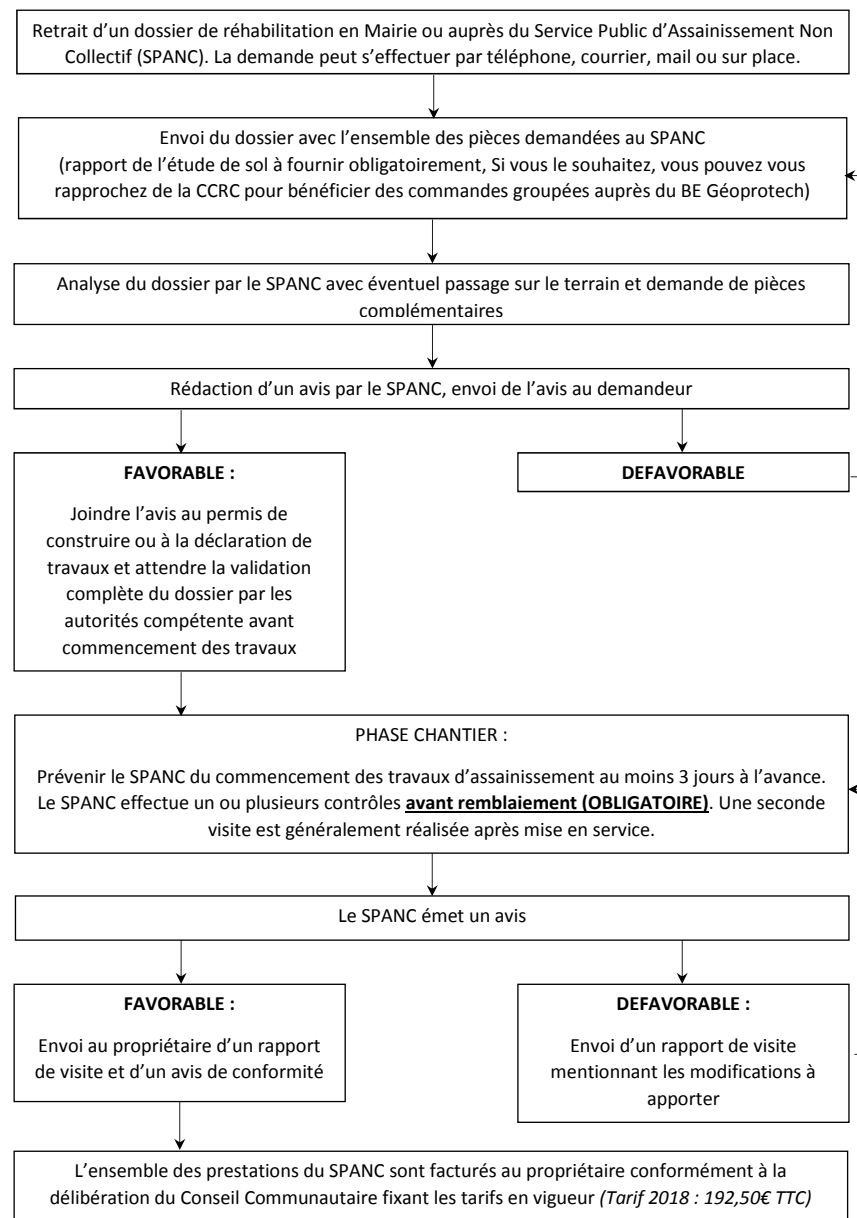 Retrait d'un dossier de réhabilitation en Mairie ou auprès du Service Public d'Assainissement Non
Collectif (SPANC). La demande peut s'effectuer par téléphone, courrier, mail ou sur place.
Envoi du dossier avec l'ensemble des pièces demandées au SPANC
(rapport de l'étude de sol à fournir obligatoirement, Si vous le souhaitez, vous pouvez vous
rapprochez de la CCRC pour bénéficier des commandes groupées auprès du BE Géoprotech)
Analyse du dossier par le SPANC avec éventuel passage sur le terrain et demande de pièces
complémentaires
Rédaction d'un avis par le SPANC, envoi de l'avis au demandeur
FAVORABLE :
Joindre l'avis au permis de
construire ou à la déclaration de
travaux et attendre la validation
complète du dossier par les
autorités compétente avant
commencement des travaux
DEFAVORABLE
PHASE CHANTIER :
Prévenir le SPANC du commencement des travaux d'assainissement au moins 3 jours à l'avance.
Le SPANC effectue un ou plusieurs contrôles avant remblaiement (OBLIGATOIRE). Une seconde
visite est généralement réalisée après mise en service.
Le SPANC émet un avis
FAVORABLE :
Envoi au propriétaire d'un rapport
de visite et d'un avis de conformité
DEFAVORABLE :
Envoi d'un rapport de visite
mentionnant les modifications à
apporter
L'ensemble des prestations du SPANC sont facturés au propriétaire conformément à la
délibération du Conseil Communautaire fixant les tarifs en vigueur (Tarif 2018 : 192,50€ TTC)